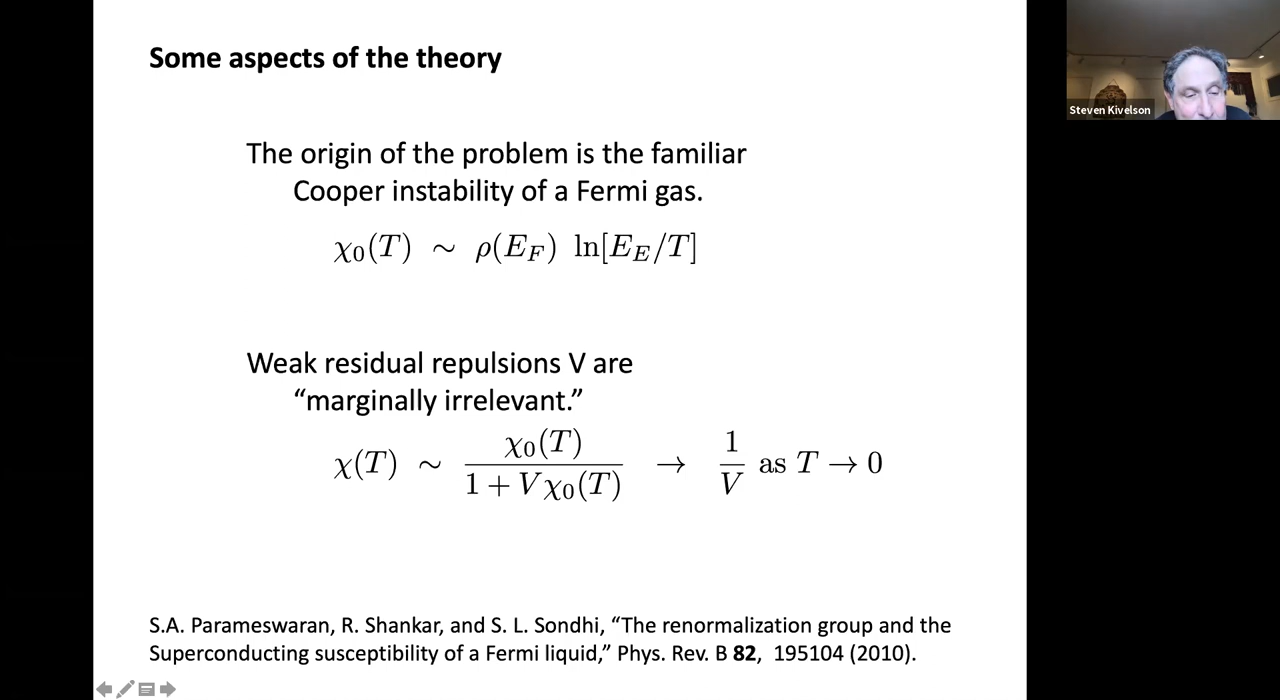 Some aspects of the theory
Steven Kivelson
The origin of the problem is the familiar
Cooper instability of a Fermi gas.
χ₀(T) ∼ ρ(E_F) ln[E_E/T]
Weak residual repulsions V are
“marginally irrelevant.”
χ(T) ∼ χ₀(T) / 1 + Vχ₀(T) → 1/V as T → 0
S.A. Parameswaran, R. Shankar, and S. L. Sondhi, “The renormalization group and the
Superconducting susceptibility of a Fermi liquid,” Phys. Rev. B 82, 195104 (2010).